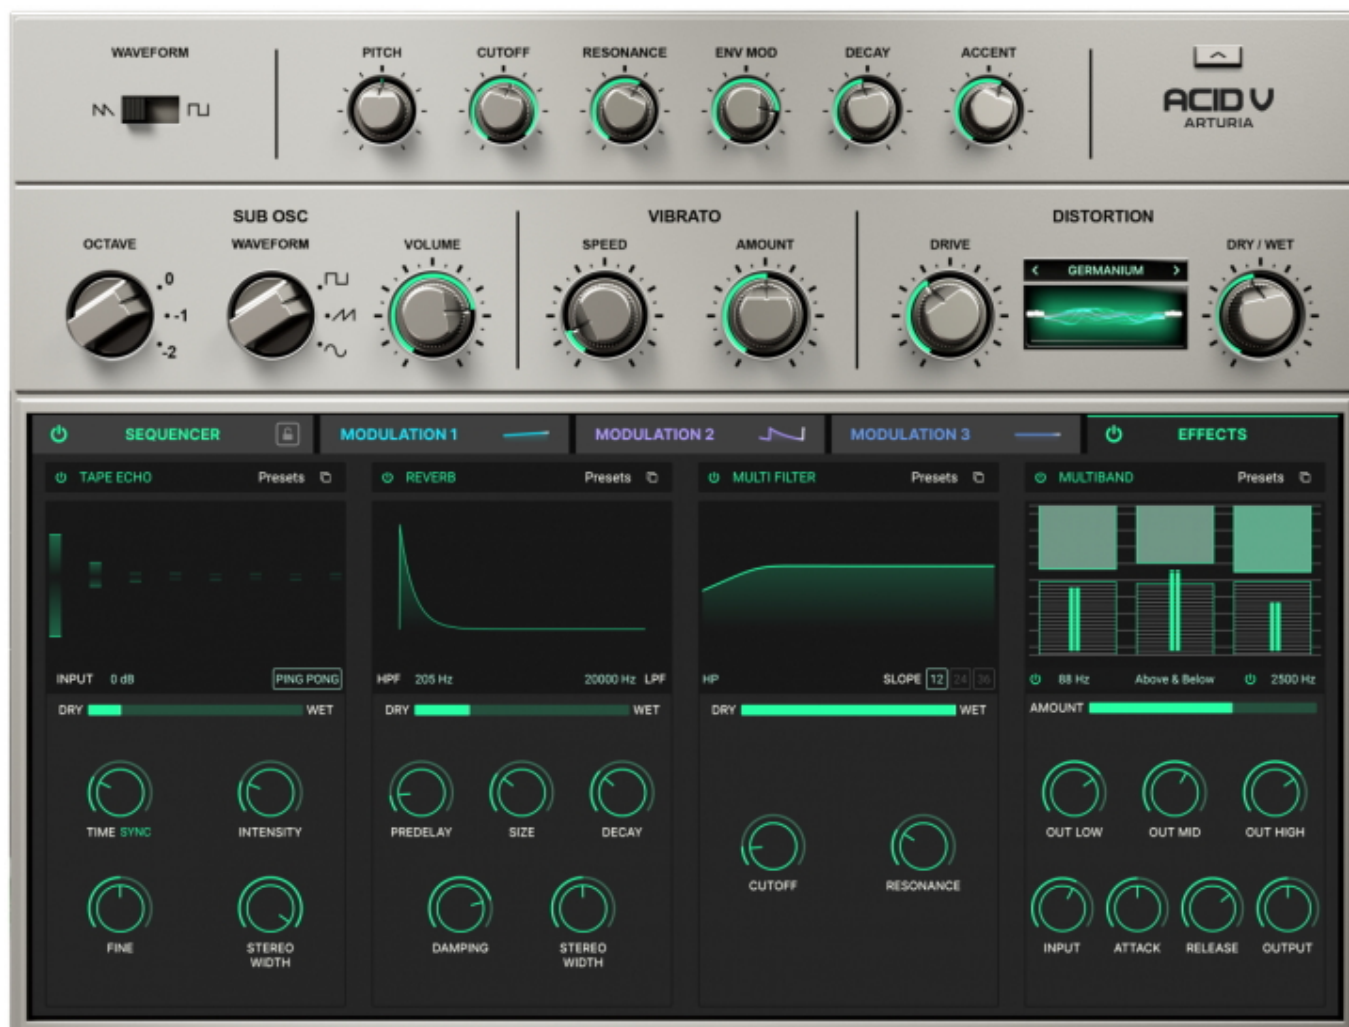 WAVEFORM
PITCH CUTOFF RESONANCE ENV MOD DECAY ACCENT
ACID V
ARTURIA
SUB OSC VIBRATO DISTORTION
OCTAVE WAVEFORM VOLUME SPEED AMOUNT DRIVE DRY / WET
GERMANIUM
0
-1
-2
SEQUENCER MODULATION 1 MODULATION 2 MODULATION 3 EFFECTS
TAPE ECHO Presets REVERB Presets MULTI FILTER Presets MULTIBAND Presets
INPUT 0 dB PING PONG HPF 205 Hz 20000 Hz LPF HP SLOPE 12 24 36 88 Hz Above & Below 2500 Hz
DRY WET DRY WET DRY WET AMOUNT
TIME SYNC INTENSITY PREDELAY SIZE DECAY OUT LOW OUT MID OUT HIGH
CUTOFF RESONANCE
FINE STEREO WIDTH DAMPING STEREO WIDTH INPUT ATTACK RELEASE OUTPUT